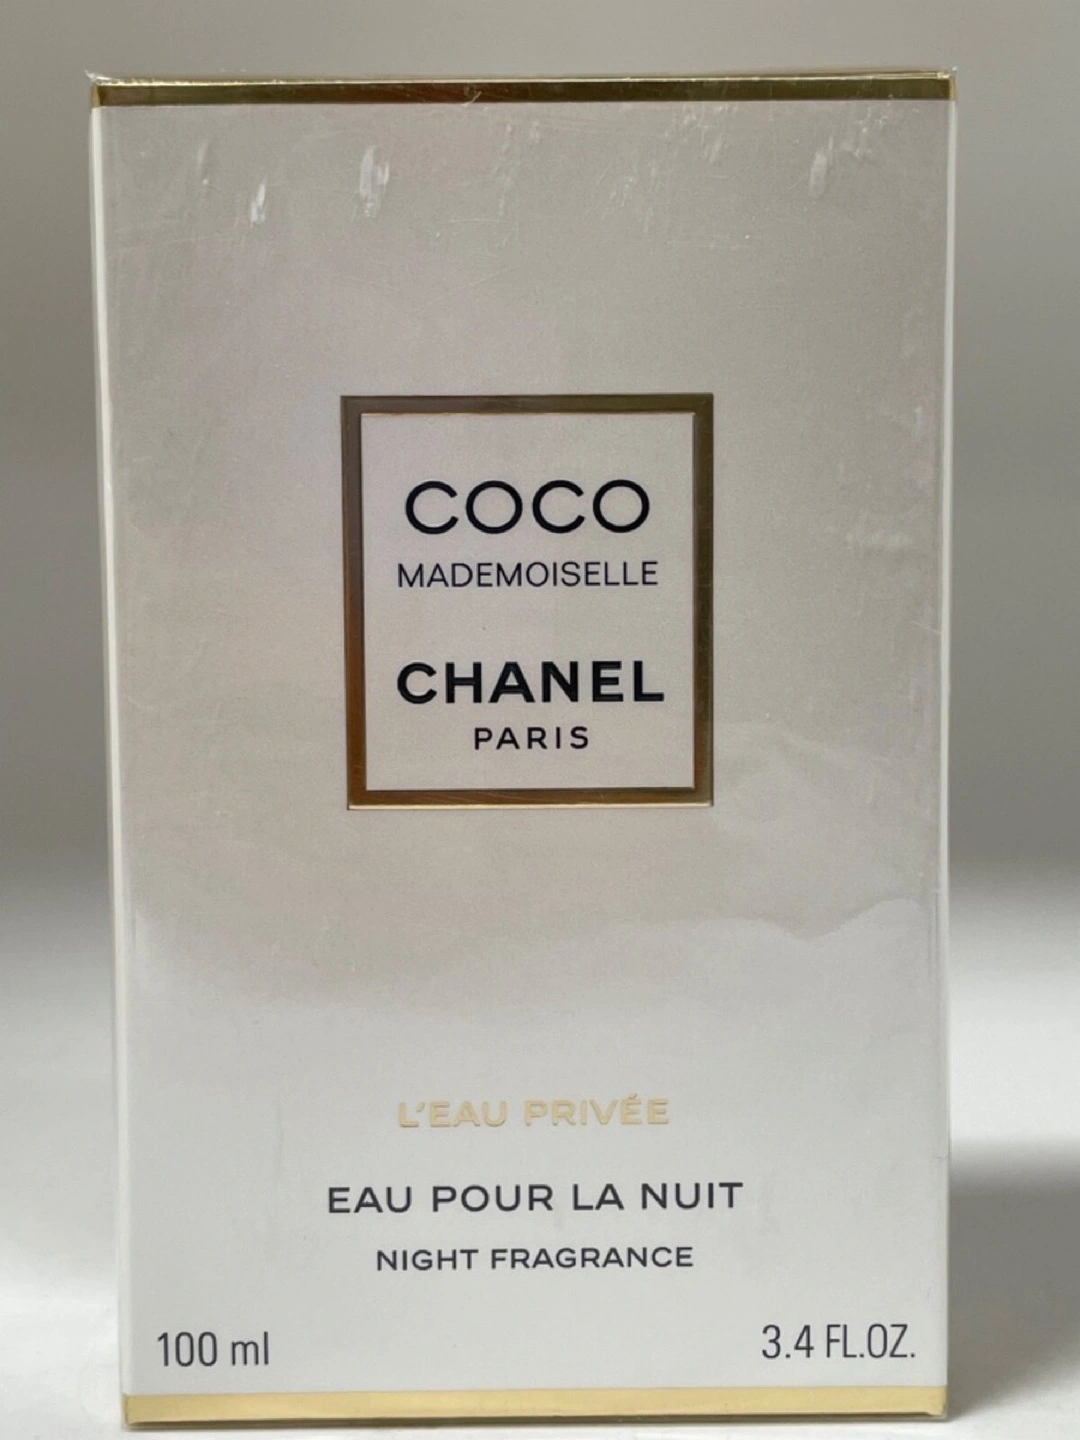 COCO
MADEMOISELLE
CHANEL
PARIS
L'EAU PRIVÉE
EAU POUR LA NUIT
NIGHT FRAGRANCE
100 ml
3.4 FL.OZ.